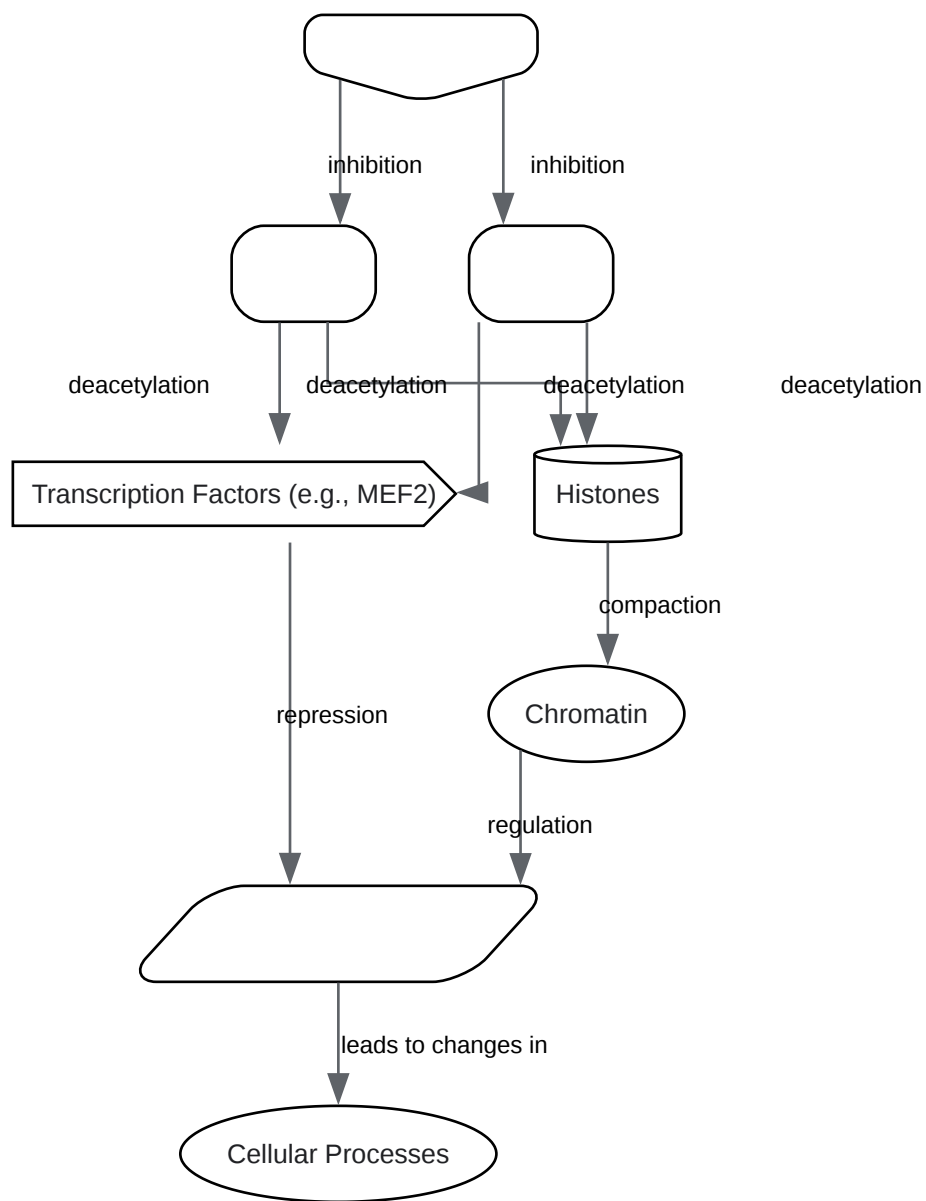 inhibition
inhibition
deacetylation
deacetylation
deacetylation
deacetylation
Transcription Factors (e.g., MEF2)
Histones
compaction
repression
Chromatin
regulation
leads to changes in
Cellular Processes